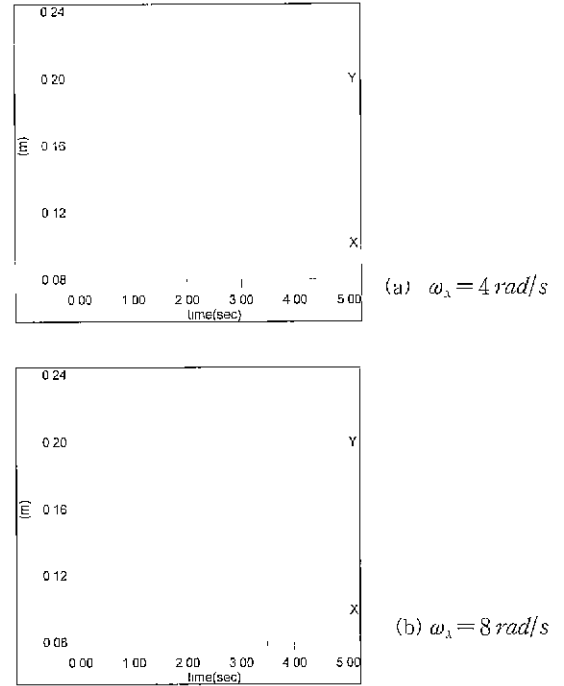 0 24
0 20
Y
(m)
0 16
0 12
X
0 08
0 00 1 00 2 00 3 00 4 00 5 00
time(sec)
(a) ω_λ = 4 rad/s
0 24
0 20
Y
(m)
0 16
0 12
X
0 08
0 00 1 00 2 00 3 00 4 00 5 00
time(sec)
(b) ω_λ = 8 rad/s